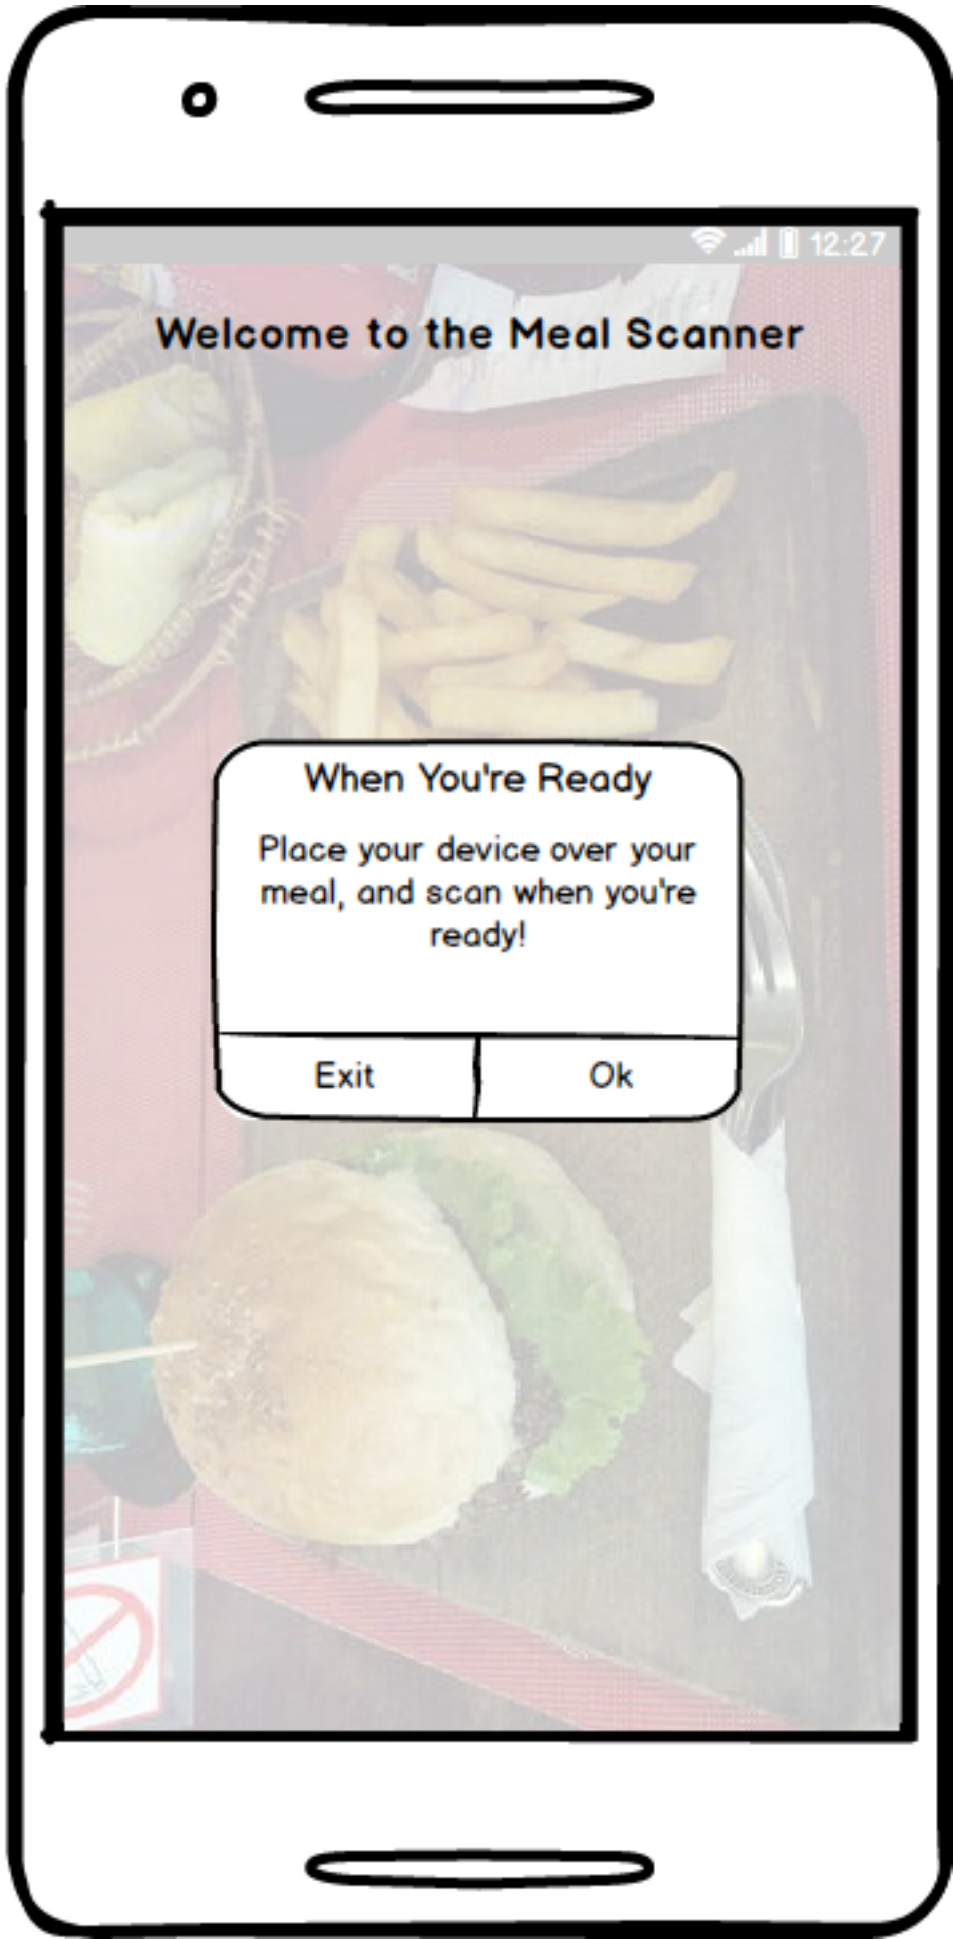 12:27
Welcome to the Meal Scanner
When You're Ready
Place your device over your
meal, and scan when you're
ready!
Exit
Ok